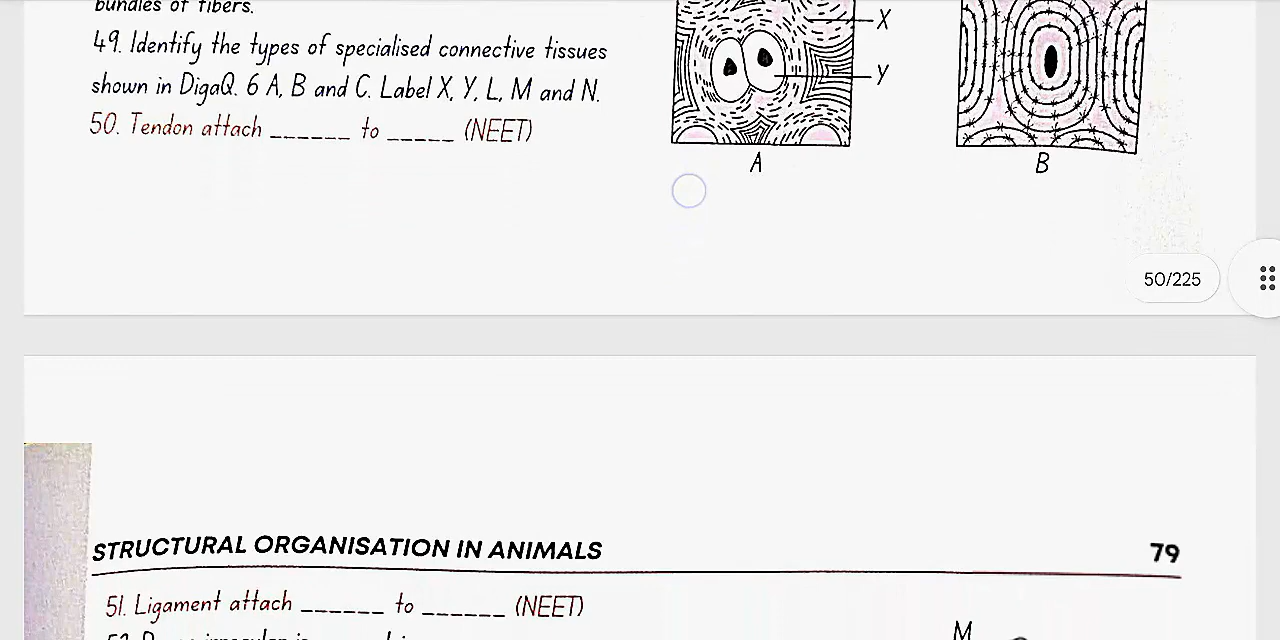 bundles of fibers.
49. Identify the types of specialised connective tissues
shown in DigaQ. 6 A, B and C. Label X, Y, L, M and N.
50. Tendon attach ______ to _____ (NEET)
X
Y
A
B
50/225
STRUCTURAL ORGANISATION IN ANIMALS
79
51. Ligament attach ______ to ______ (NEET)
M